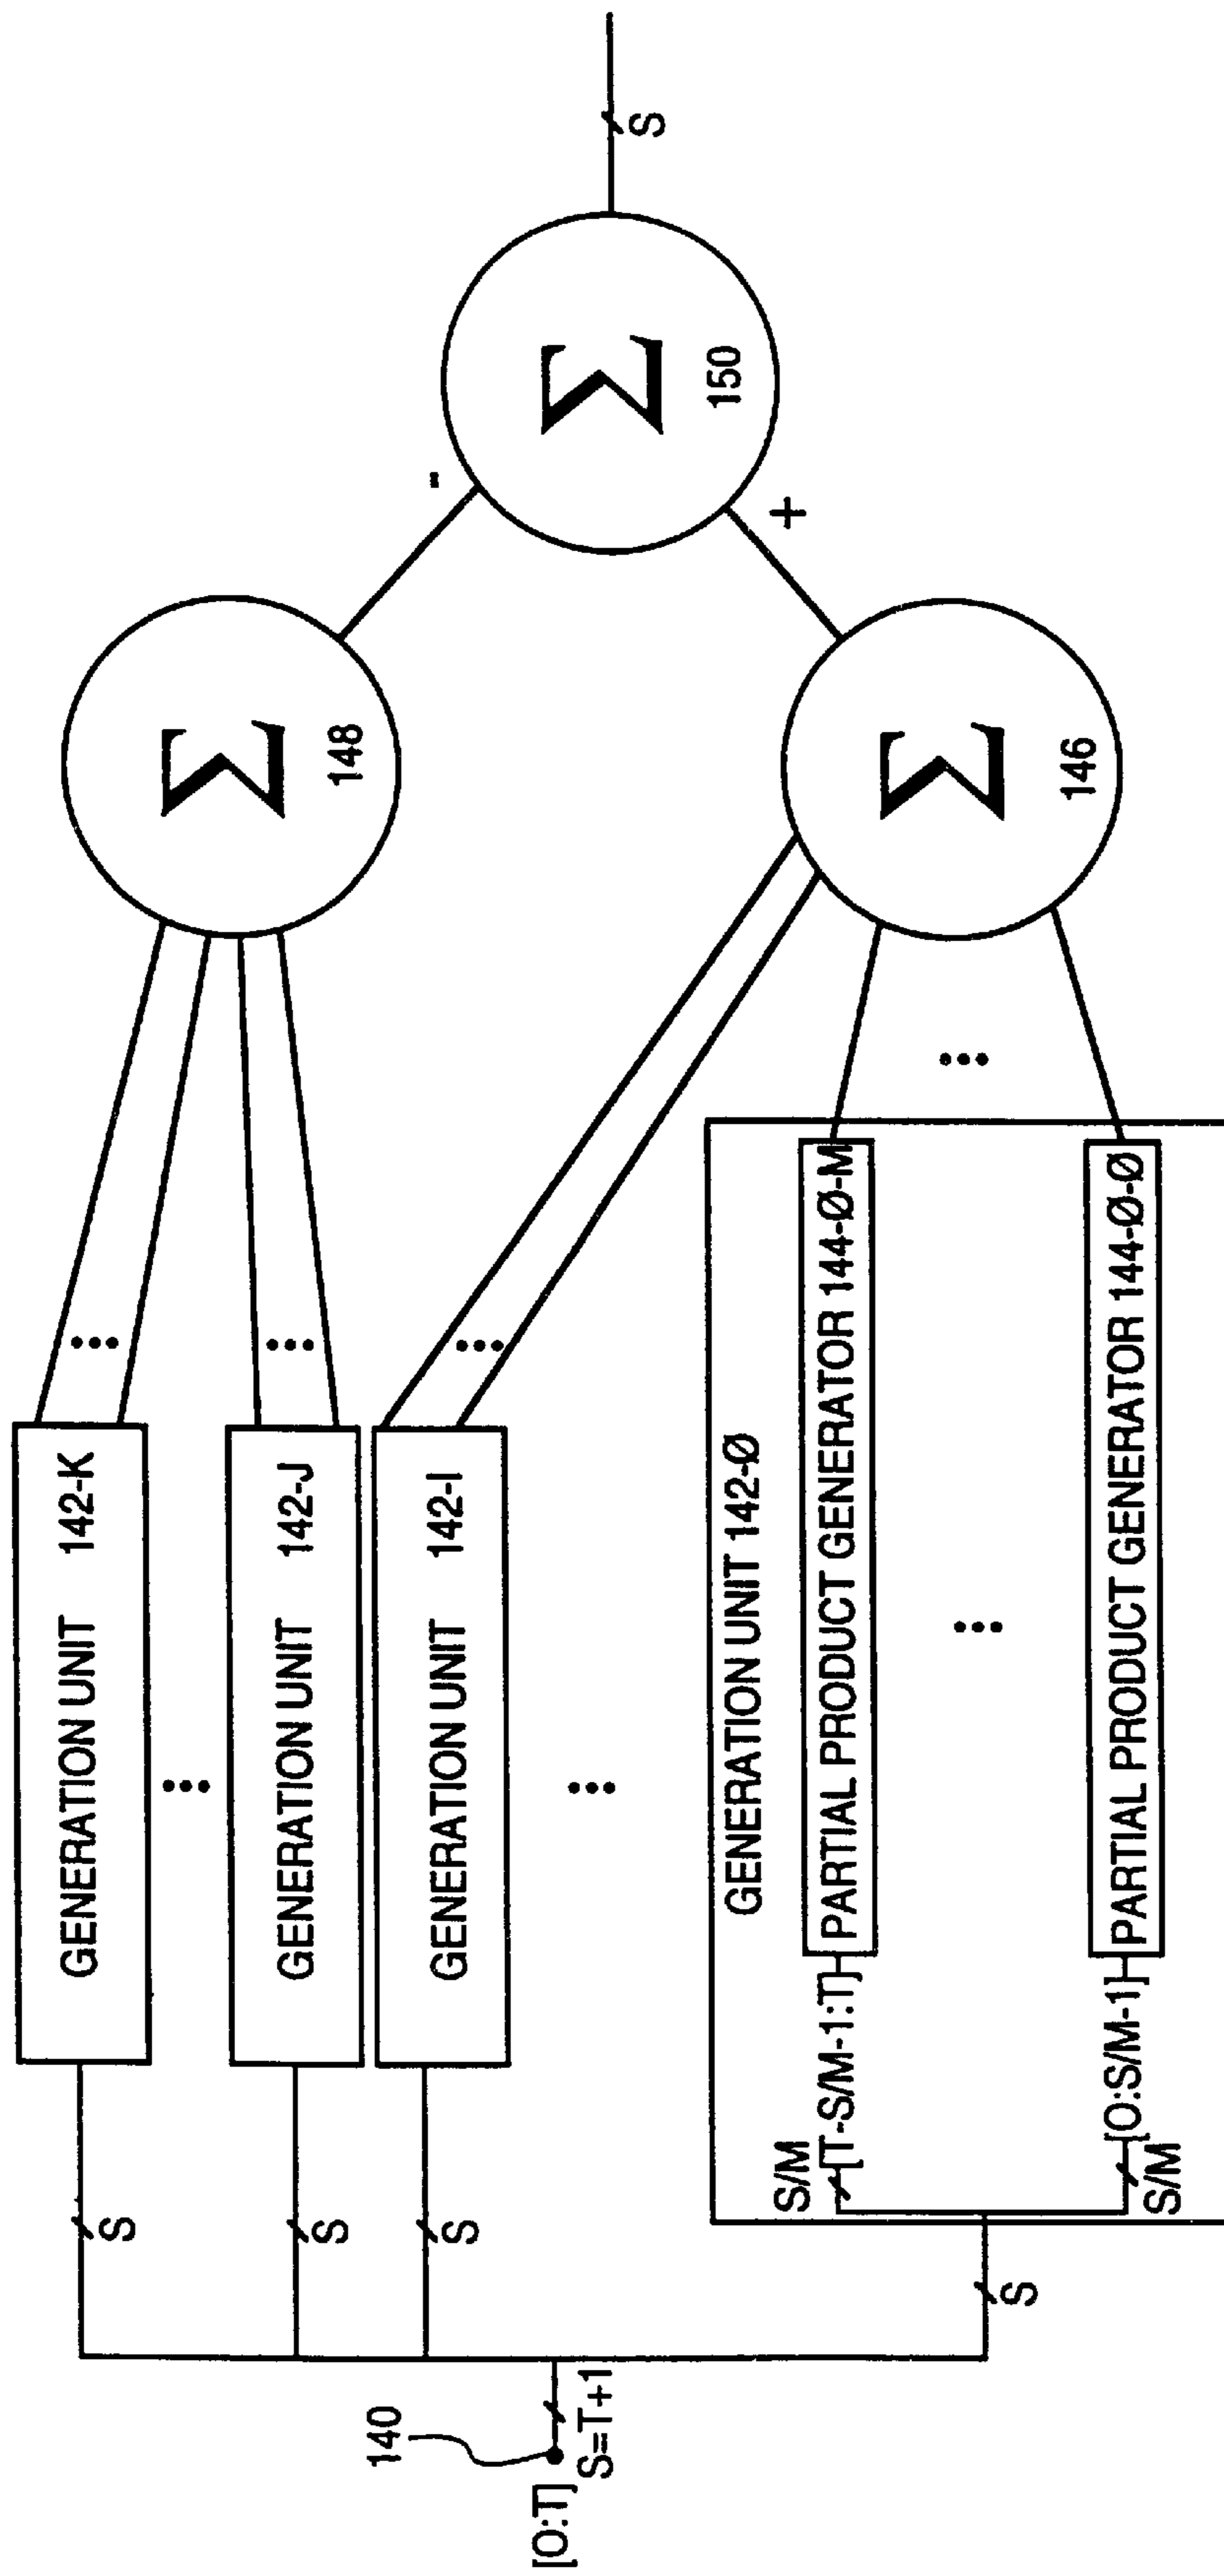 [O:T]
140
S=T+1
S
GENERATION UNIT 142-K
S
GENERATION UNIT 142-J
S
GENERATION UNIT 142-I
S
GENERATION UNIT 142-Ø
S/M
[T-S/M-1:T]
PARTIAL PRODUCT GENERATOR 144-Ø-M
S/M
[O:S/M-1]
PARTIAL PRODUCT GENERATOR 144-Ø-Ø
Σ
148
Σ
146
-
+
Σ
150
S